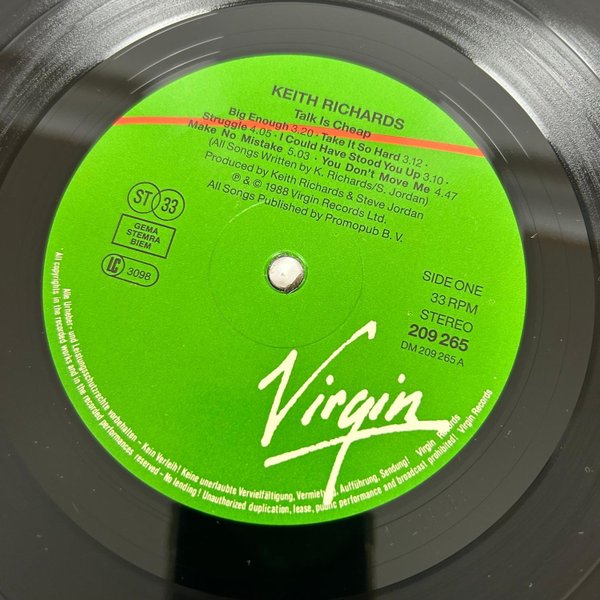 KEITH RICHARDS
Talk Is Cheap
Big Enough 3.20 · Take It So Hard 3.12 ·
Struggle 4.05 · I Could Have Stood You Up 3.10 ·
Make No Mistake 5.03 · You Don't Move Me 4.47
(All Songs Written by K. Richards/S. Jordan)
Produced by Keith Richards & Steve Jordan
℗ & © 1988 Virgin Records Ltd.
All Songs Published by Promopub B. V.
ST 33
GEMA
STEMRA
BIEM
LC 3098
SIDE ONE
33 RPM
STEREO
209 265
DM 209 265 A
Virgin
Alle Urheber- und Leistungsschutzrechte vorbehalten - Kein Verleih! Keine unerlaubte Vervielfältigung, Vermietung, Aufführung, Sendung! Virgin Records
All copyrights in the recorded works and in the recorded performances reserved - No lending! Unauthorized duplication, lease, public performance and broadcast prohibited! Virgin Records